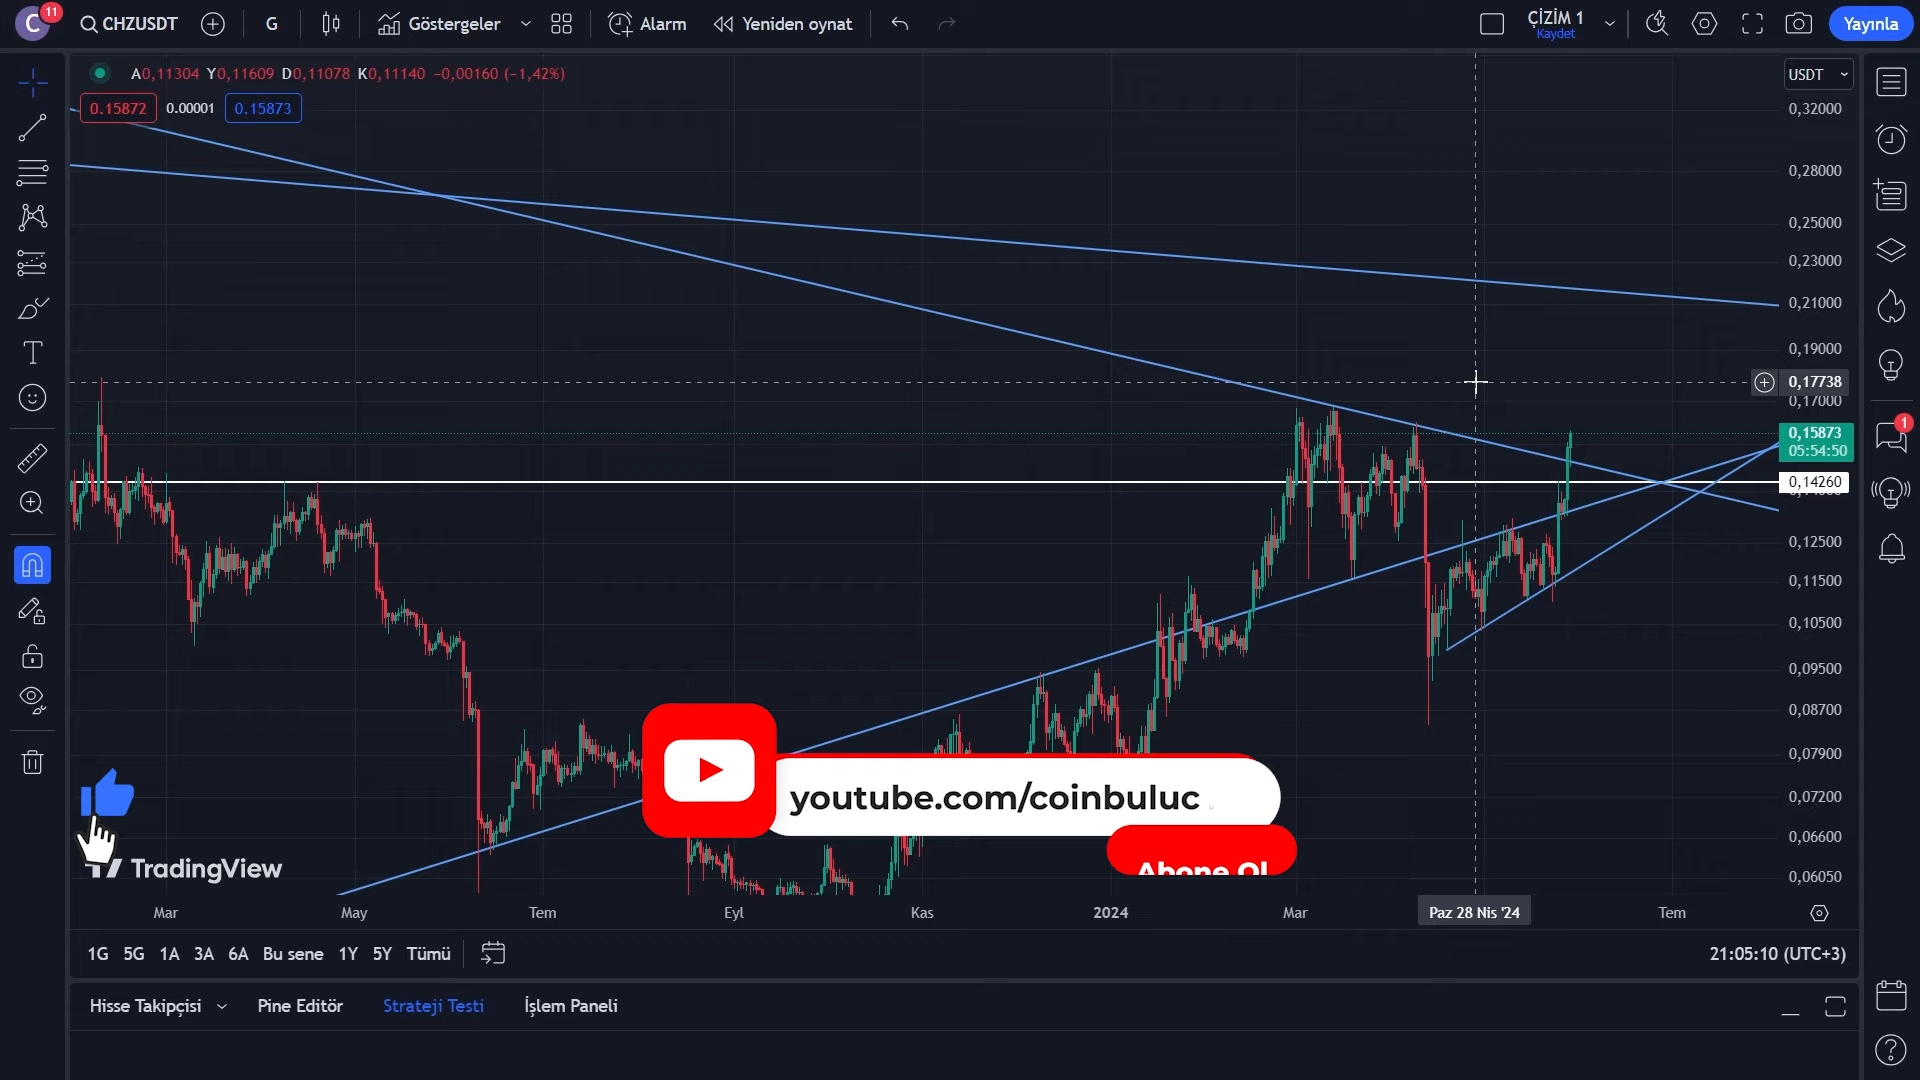 C 11 CHZUSDT G Göstergeler Alarm Yeniden oynat ÇİZİM 1 Yayınla
Kaydet
A0,11304 Y0,11609 D0,11078 K0,11140 −0,00160 (−1,42%) USDT
0.15872 0.00001 0.15873
0,32000
0,28000
0,25000
0,23000
0,21000
0,19000
0,17738
0,17000
1
0,15873
05:54:50
0,14260
0,12500
0,11500
0,10500
0,09500
0,08700
0,07900
0,07200
0,06600
0,06050
youtube.com/coinbuluc
Abone Ol
TradingView
Mar May Tem Eyl Kas 2024 Mar Paz 28 Nis '24 Tem
1G 5G 1A 3A 6A Bu sene 1Y 5Y Tümü 21:05:10 (UTC+3)
Hisse Takipçisi Pine Editör Strateji Testi İşlem Paneli